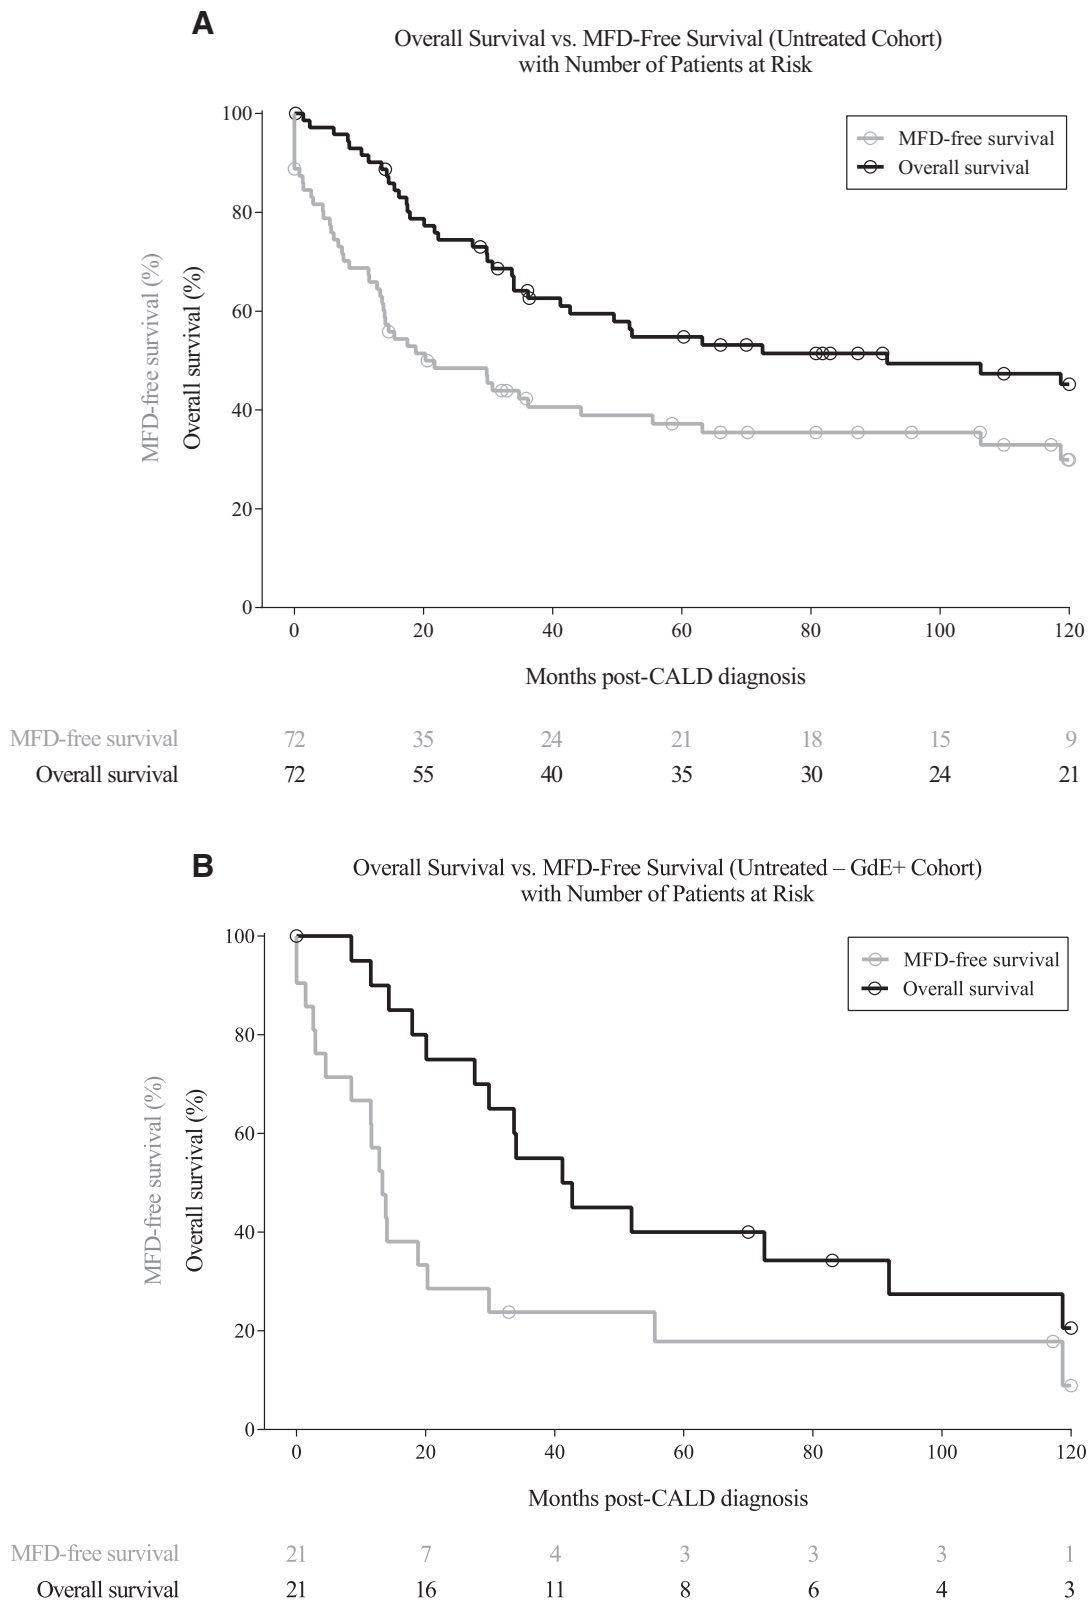 A
Overall Survival vs. MFD-Free Survival (Untreated Cohort)
with Number of Patients at Risk
MFD-free survival
Overall survival
MFD-free survival (%)
Overall survival (%)
100
80
60
40
20
0
0 20 40 60 80 100 120
Months post-CALD diagnosis
MFD-free survival 72 35 24 21 18 15 9
Overall survival 72 55 40 35 30 24 21
B
Overall Survival vs. MFD-Free Survival (Untreated – GdE+ Cohort)
with Number of Patients at Risk
MFD-free survival
Overall survival
MFD-free survival (%)
Overall survival (%)
100
80
60
40
20
0
0 20 40 60 80 100 120
Months post-CALD diagnosis
MFD-free survival 21 7 4 3 3 3 1
Overall survival 21 16 11 8 6 4 3